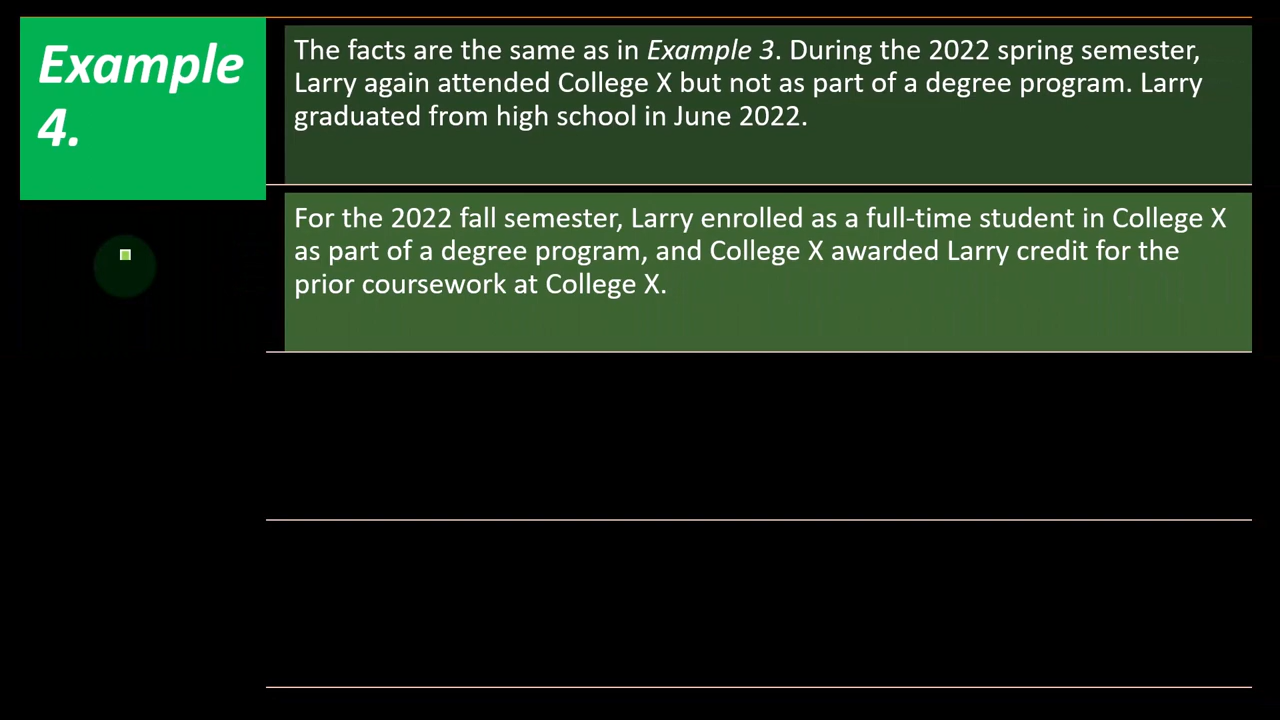 Example
4.
The facts are the same as in Example 3. During the 2022 spring semester,
Larry again attended College X but not as part of a degree program. Larry
graduated from high school in June 2022.
For the 2022 fall semester, Larry enrolled as a full-time student in College X
as part of a degree program, and College X awarded Larry credit for the
prior coursework at College X.